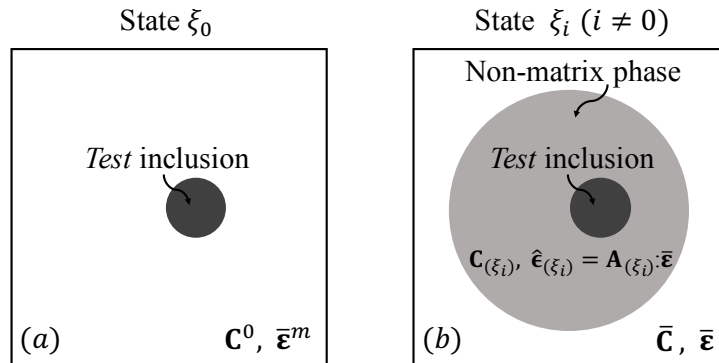 State ξ₀
Test inclusion
(a)
𝐂⁰, 𝛆̄ᵐ
State ξᵢ (i ≠ 0)
Non-matrix phase
Test inclusion
𝐂₍ξᵢ₎, 𝛜̂₍ξᵢ₎ = 𝐀₍ξᵢ₎:𝛆̄
(b)
𝐂̄, 𝛆̄